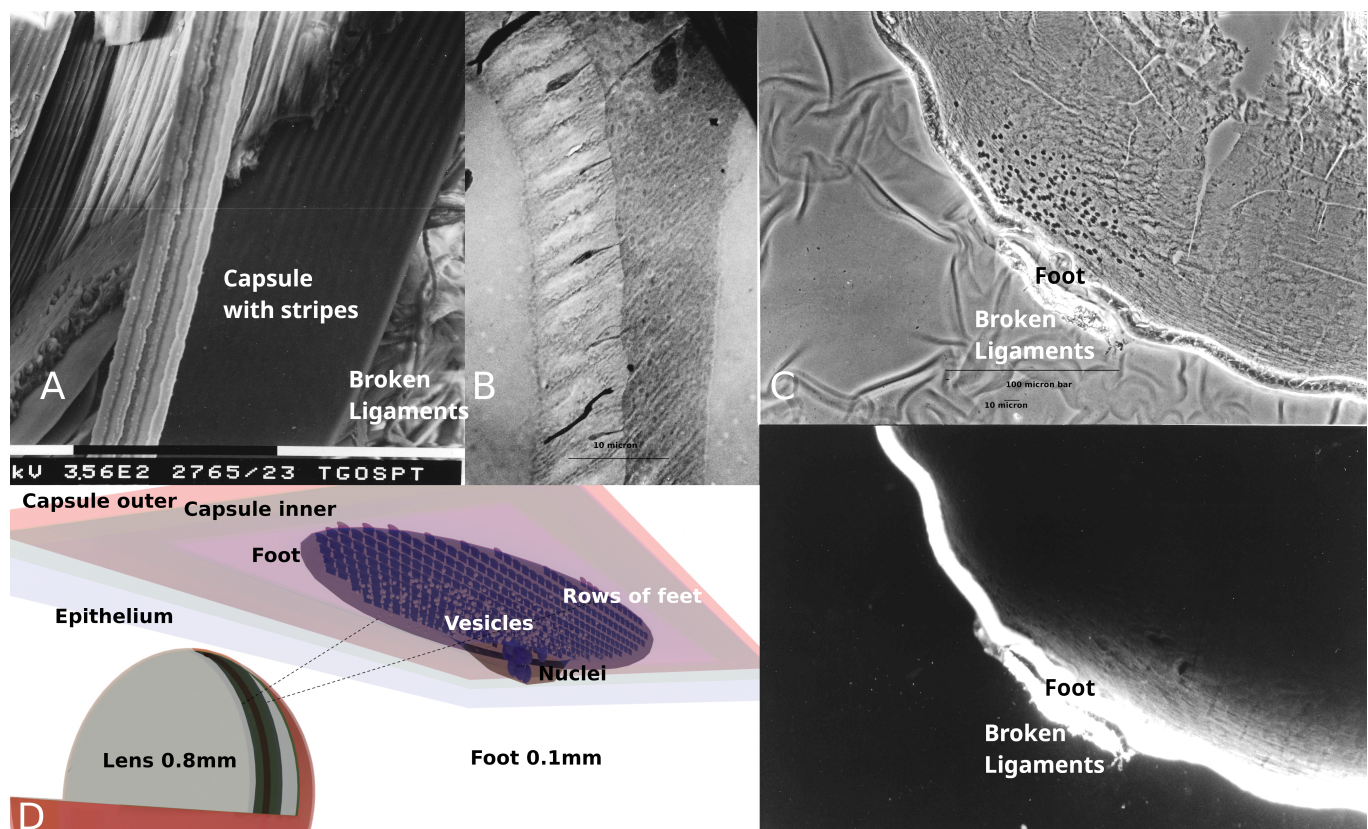 Capsule
with stripes
Broken
Ligaments
A
kV 3.56E2 2765/23 TGOSPT
B
10 micron
Foot
Broken
Ligaments
C
100 micron bar
10 micron
Capsule outer
Capsule inner
Foot
Rows of feet
Epithelium
Vesicles
Nuclei
Lens 0.8mm
Foot 0.1mm
D
Foot
Broken
Ligaments